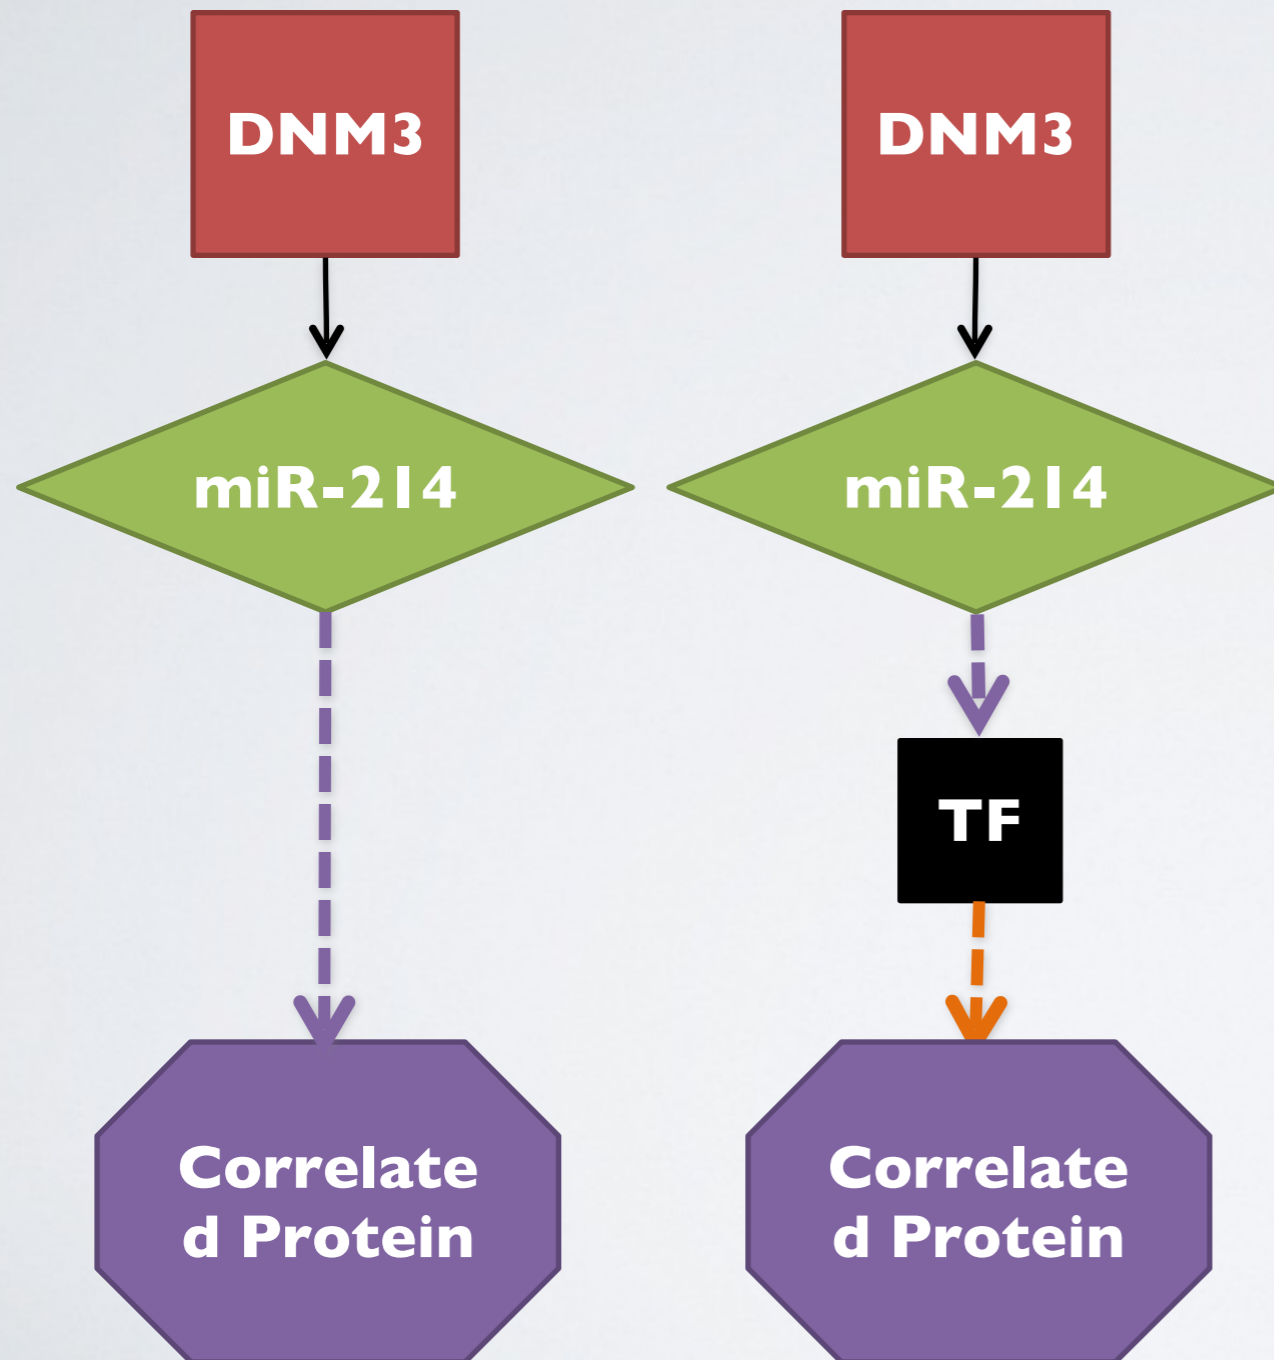 DNM3
miR-214
Correlate
d Protein
DNM3
miR-214
TF
Correlate
d Protein